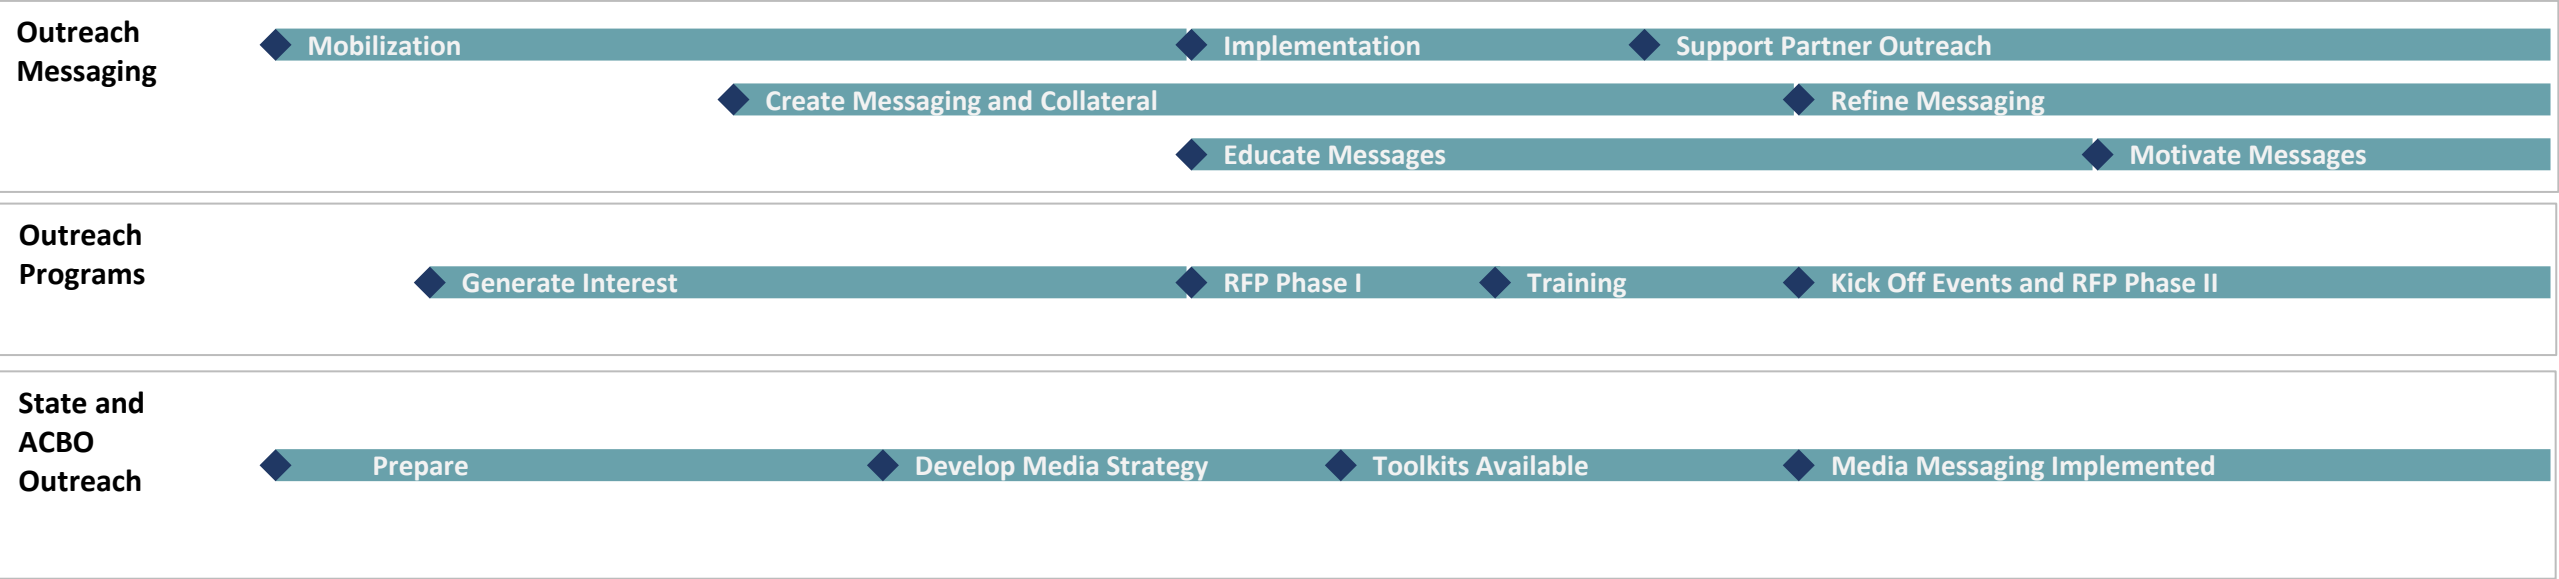 Outreach
Messaging
Mobilization
Implementation
Support Partner Outreach
Create Messaging and Collateral
Refine Messaging
Educate Messages
Motivate Messages
Outreach
Programs
Generate Interest
RFP Phase I
Training
Kick Off Events and RFP Phase II
State and
ACBO
Outreach
Prepare
Develop Media Strategy
Toolkits Available
Media Messaging Implemented